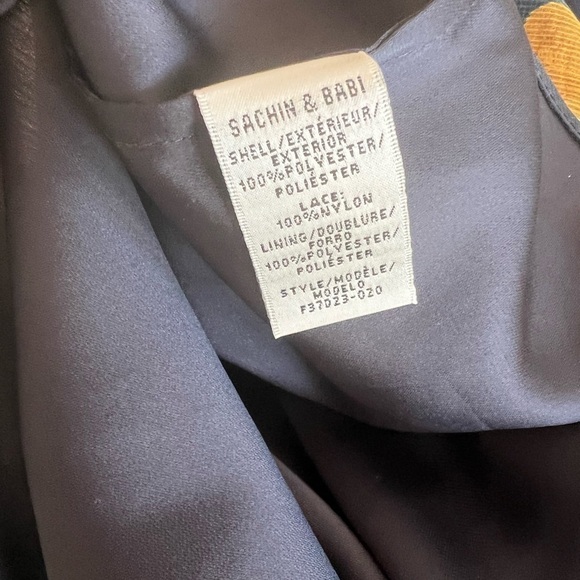 SACHIN & BABI
SHELL/EXTÉRIEUR/
EXTERIOR
100%POLYESTER/
POLIÉSTER
LACE:
100%NYLON
LINING/DOUBLURE/
FORRO
100%POLYESTER/
POLIÉSTER
STYLE/MODÈLE/
MODELO
F37D23-020